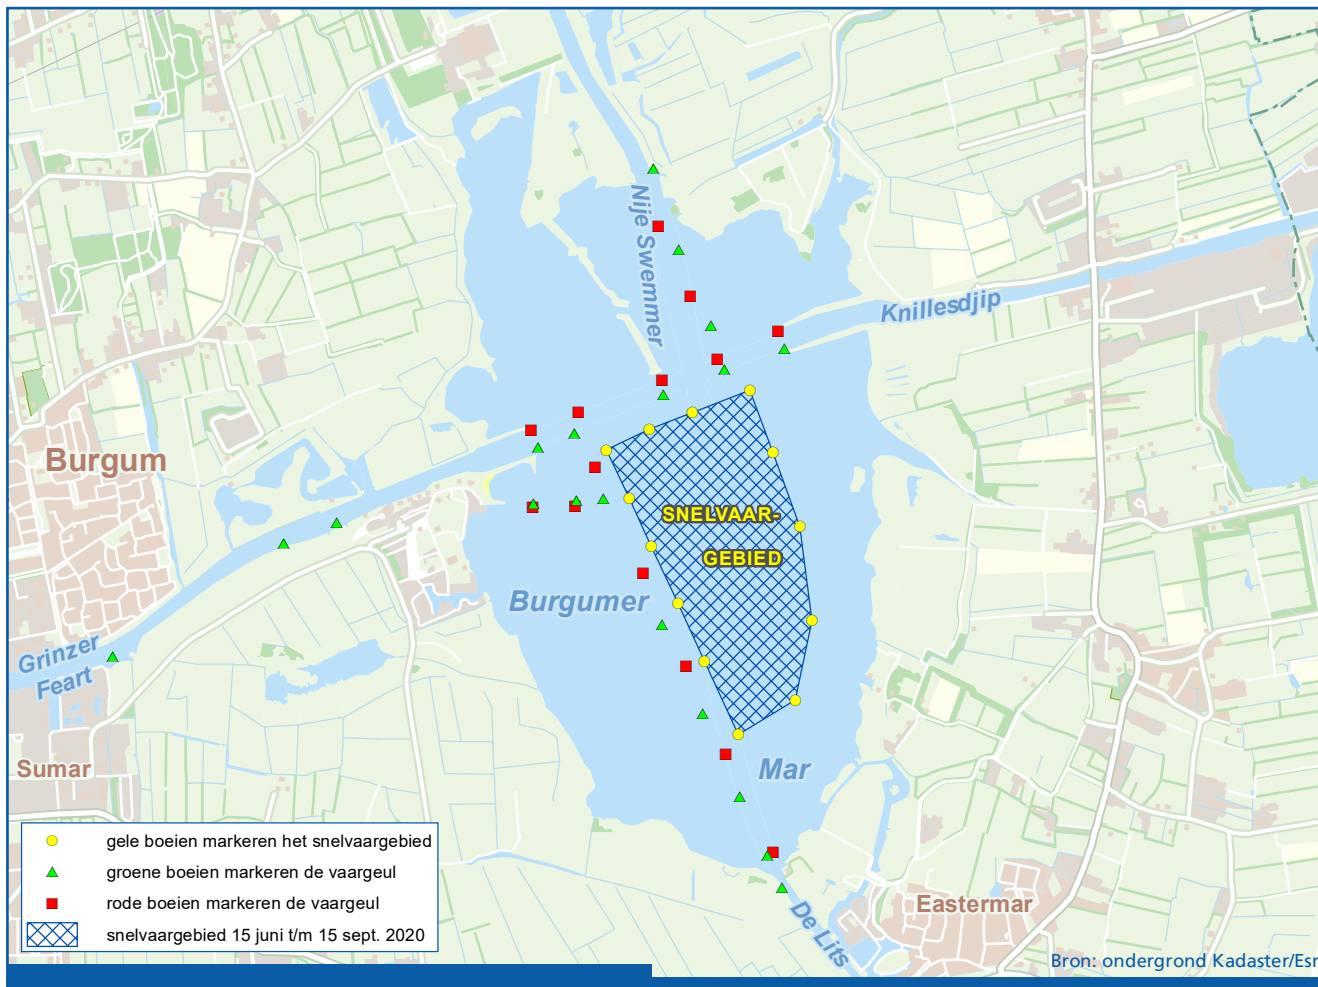 Nije Swemmer
Knillesdjip
Burgum
SNELVAAR-
GEBIED
Burgumer
Grinzer
Feart
Sumar
Mar
Eastermar
De Lits
gele boeien markeren het snelvaargebied
groene boeien markeren de vaargeul
rode boeien markeren de vaargeul
snelvaargebied 15 juni t/m 15 sept. 2020
Bron: ondergrond Kadaster/Esr